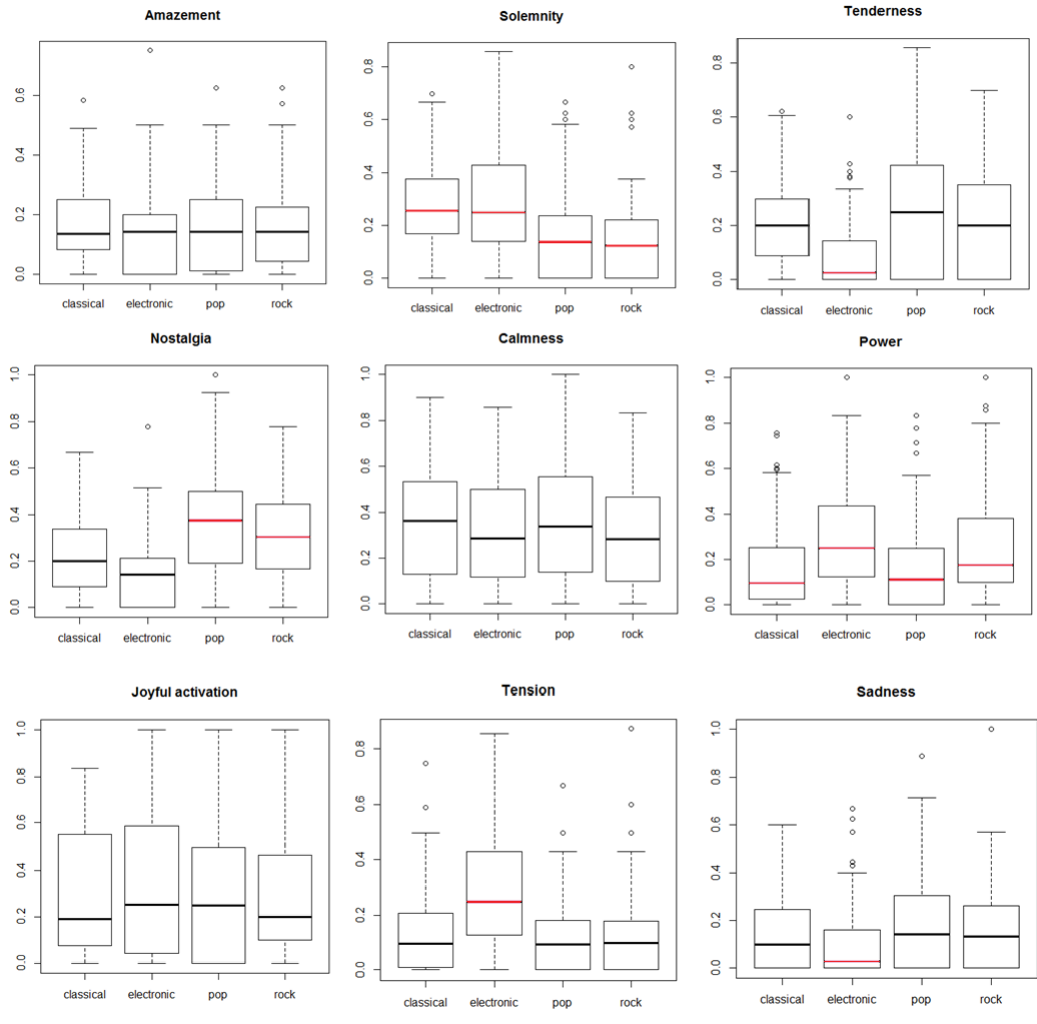 Amazement
0.0 0.2 0.4 0.6
classical electronic pop rock
Solemnity
0.0 0.2 0.4 0.6 0.8
classical electronic pop rock
Tenderness
0.0 0.2 0.4 0.6 0.8
classical electronic pop rock
Nostalgia
0.0 0.2 0.4 0.6 0.8 1.0
classical electronic pop rock
Calmness
0.0 0.2 0.4 0.6 0.8 1.0
classical electronic pop rock
Power
0.0 0.2 0.4 0.6 0.8 1.0
classical electronic pop rock
Joyful activation
0.0 0.2 0.4 0.6 0.8 1.0
classical electronic pop rock
Tension
0.0 0.2 0.4 0.6 0.8
classical electronic pop rock
Sadness
0.0 0.2 0.4 0.6 0.8 1.0
classical electronic pop rock